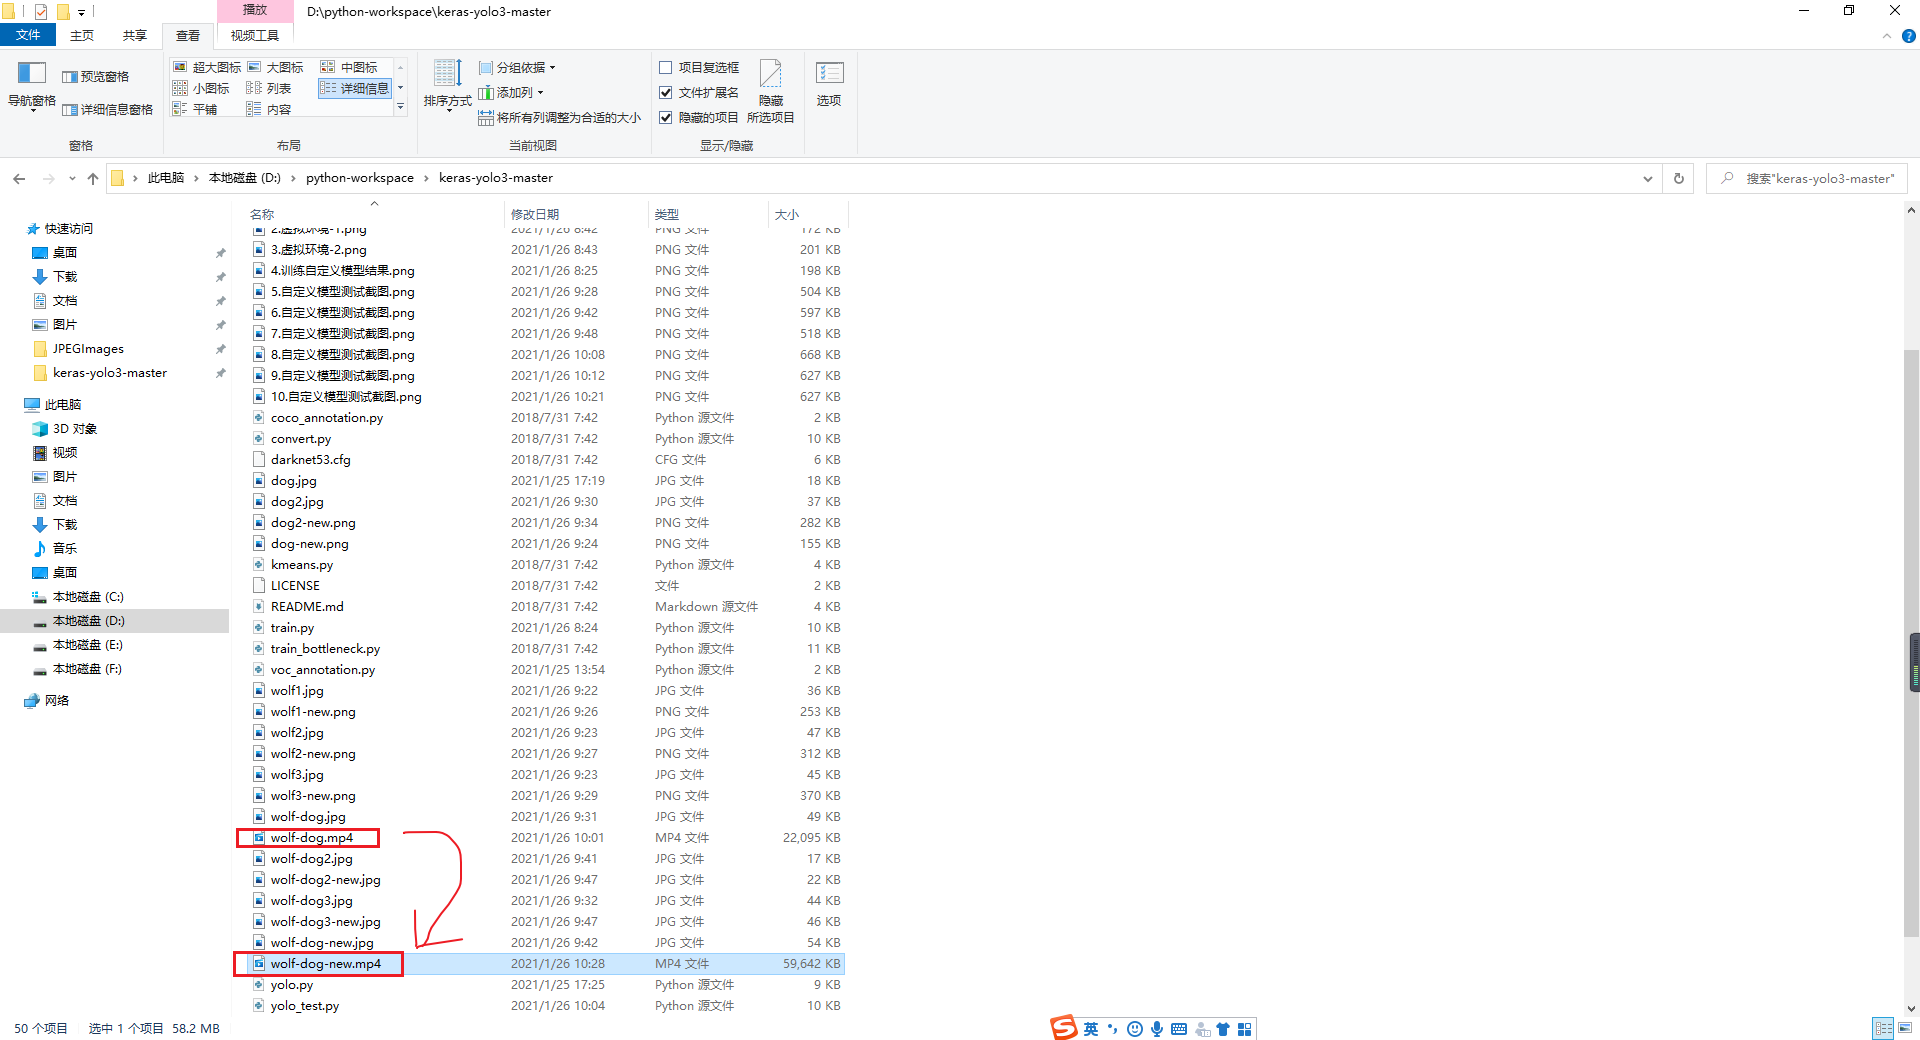 播放
D:\python-workspace\keras-yolo3-master
文件
主页
共享
查看
视频工具
导航窗格
预览窗格
详细信息窗格
窗格
超大图标
大图标
中图标
小图标
列表
详细信息
平铺
内容
布局
排序方式
分组依据
添加列
将所有列调整为合适的大小
当前视图
项目复选框
文件扩展名
隐藏的项目
隐藏
所选项目
显示/隐藏
选项
此电脑 › 本地磁盘 (D:) › python-workspace › keras-yolo3-master
搜索"keras-yolo3-master"
快速访问
桌面
下载
文档
图片
JPEGImages
keras-yolo3-master
此电脑
3D 对象
视频
图片
文档
下载
音乐
桌面
本地磁盘 (C:)
本地磁盘 (D:)
本地磁盘 (E:)
本地磁盘 (F:)
网络
名称 修改日期 类型 大小
2.虚拟环境-1.png 2021/1/26 8:42 PNG 文件 172 KB
3.虚拟环境-2.png 2021/1/26 8:43 PNG 文件 201 KB
4.训练自定义模型结果.png 2021/1/26 8:25 PNG 文件 198 KB
5.自定义模型测试截图.png 2021/1/26 9:28 PNG 文件 504 KB
6.自定义模型测试截图.png 2021/1/26 9:42 PNG 文件 597 KB
7.自定义模型测试截图.png 2021/1/26 9:48 PNG 文件 518 KB
8.自定义模型测试截图.png 2021/1/26 10:08 PNG 文件 668 KB
9.自定义模型测试截图.png 2021/1/26 10:12 PNG 文件 627 KB
10.自定义模型测试截图.png 2021/1/26 10:21 PNG 文件 627 KB
coco_annotation.py 2018/7/31 7:42 Python 源文件 2 KB
convert.py 2018/7/31 7:42 Python 源文件 10 KB
darknet53.cfg 2018/7/31 7:42 CFG 文件 6 KB
dog.jpg 2021/1/25 17:19 JPG 文件 18 KB
dog2.jpg 2021/1/26 9:30 JPG 文件 37 KB
dog2-new.png 2021/1/26 9:34 PNG 文件 282 KB
dog-new.png 2021/1/26 9:24 PNG 文件 155 KB
kmeans.py 2018/7/31 7:42 Python 源文件 4 KB
LICENSE 2018/7/31 7:42 文件 2 KB
README.md 2018/7/31 7:42 Markdown 源文件 4 KB
train.py 2021/1/26 8:24 Python 源文件 10 KB
train_bottleneck.py 2018/7/31 7:42 Python 源文件 11 KB
voc_annotation.py 2021/1/25 13:54 Python 源文件 2 KB
wolf1.jpg 2021/1/26 9:22 JPG 文件 36 KB
wolf1-new.png 2021/1/26 9:26 PNG 文件 253 KB
wolf2.jpg 2021/1/26 9:23 JPG 文件 47 KB
wolf2-new.png 2021/1/26 9:27 PNG 文件 312 KB
wolf3.jpg 2021/1/26 9:23 JPG 文件 45 KB
wolf3-new.png 2021/1/26 9:29 PNG 文件 370 KB
wolf-dog.jpg 2021/1/26 9:31 JPG 文件 49 KB
wolf-dog.mp4 2021/1/26 10:01 MP4 文件 22,095 KB
wolf-dog2.jpg 2021/1/26 9:41 JPG 文件 17 KB
wolf-dog2-new.jpg 2021/1/26 9:47 JPG 文件 22 KB
wolf-dog3.jpg 2021/1/26 9:32 JPG 文件 44 KB
wolf-dog3-new.jpg 2021/1/26 9:47 JPG 文件 46 KB
wolf-dog-new.jpg 2021/1/26 9:42 JPG 文件 54 KB
wolf-dog-new.mp4 2021/1/26 10:28 MP4 文件 59,642 KB
yolo.py 2021/1/25 17:25 Python 源文件 9 KB
yolo_test.py 2021/1/26 10:04 Python 源文件 10 KB
50 个项目 选中 1 个项目 58.2 MB
英